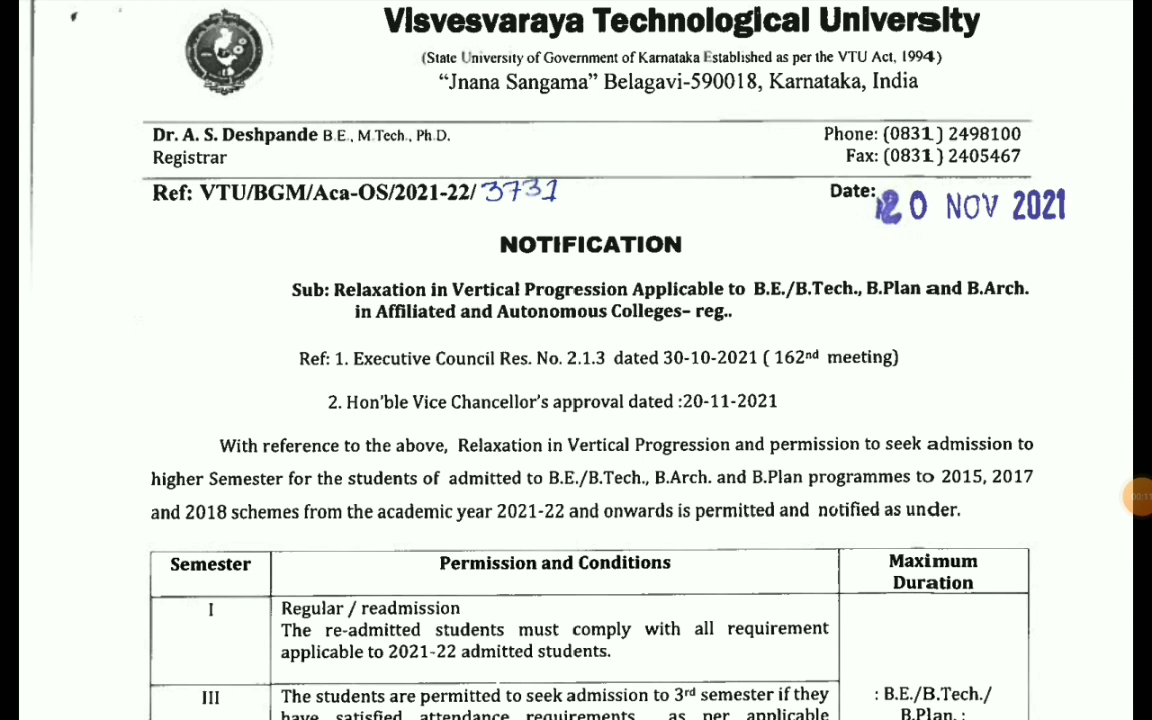 Visvesvaraya Technological University
(State University of Government of Karnataka Established as per the VTU Act, 1994)
“Jnana Sangama” Belagavi-590018, Karnataka, India
Dr. A. S. Deshpande B.E., M.Tech., Ph.D.
Phone: (0831) 2498100
Registrar
Fax: (0831) 2405467
Ref: VTU/BGM/Aca-OS/2021-22/ 3731
Date: 20 NOV 2021
NOTIFICATION
Sub: Relaxation in Vertical Progression Applicable to B.E./B.Tech., B.Plan and B.Arch.
in Affiliated and Autonomous Colleges– reg..
Ref: 1. Executive Council Res. No. 2.1.3 dated 30-10-2021 ( 162nd meeting)
2. Hon’ble Vice Chancellor’s approval dated :20-11-2021
With reference to the above, Relaxation in Vertical Progression and permission to seek admission to
higher Semester for the students of admitted to B.E./B.Tech., B.Arch. and B.Plan programmes to 2015, 2017
and 2018 schemes from the academic year 2021-22 and onwards is permitted and notified as under.
Semester
Permission and Conditions
Maximum
Duration
I
Regular / readmission
The re-admitted students must comply with all requirement
applicable to 2021-22 admitted students.
III
The students are permitted to seek admission to 3rd semester if they
have satisfied attendance requirements as per applicable
: B.E./B.Tech./
B.Plan. :